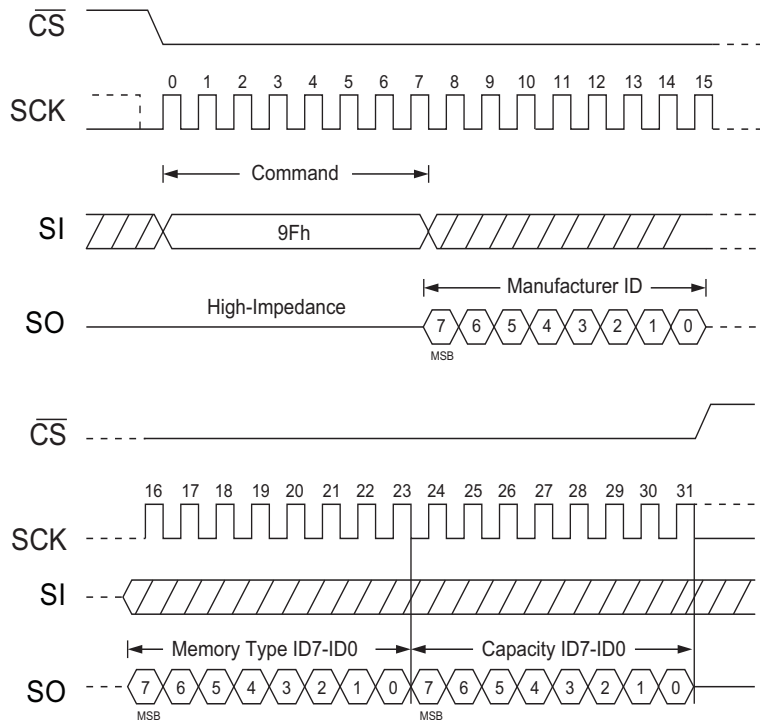 CS
0 1 2 3 4 5 6 7 8 9 10 11 12 13 14 15
SCK
Command
SI
9Fh
Manufacturer ID
High-Impedance
SO
7 6 5 4 3 2 1 0
MSB
CS
16 17 18 19 20 21 22 23 24 25 26 27 28 29 30 31
SCK
SI
Memory Type ID7-ID0 Capacity ID7-ID0
SO
7 6 5 4 3 2 1 0 7 6 5 4 3 2 1 0
MSB MSB